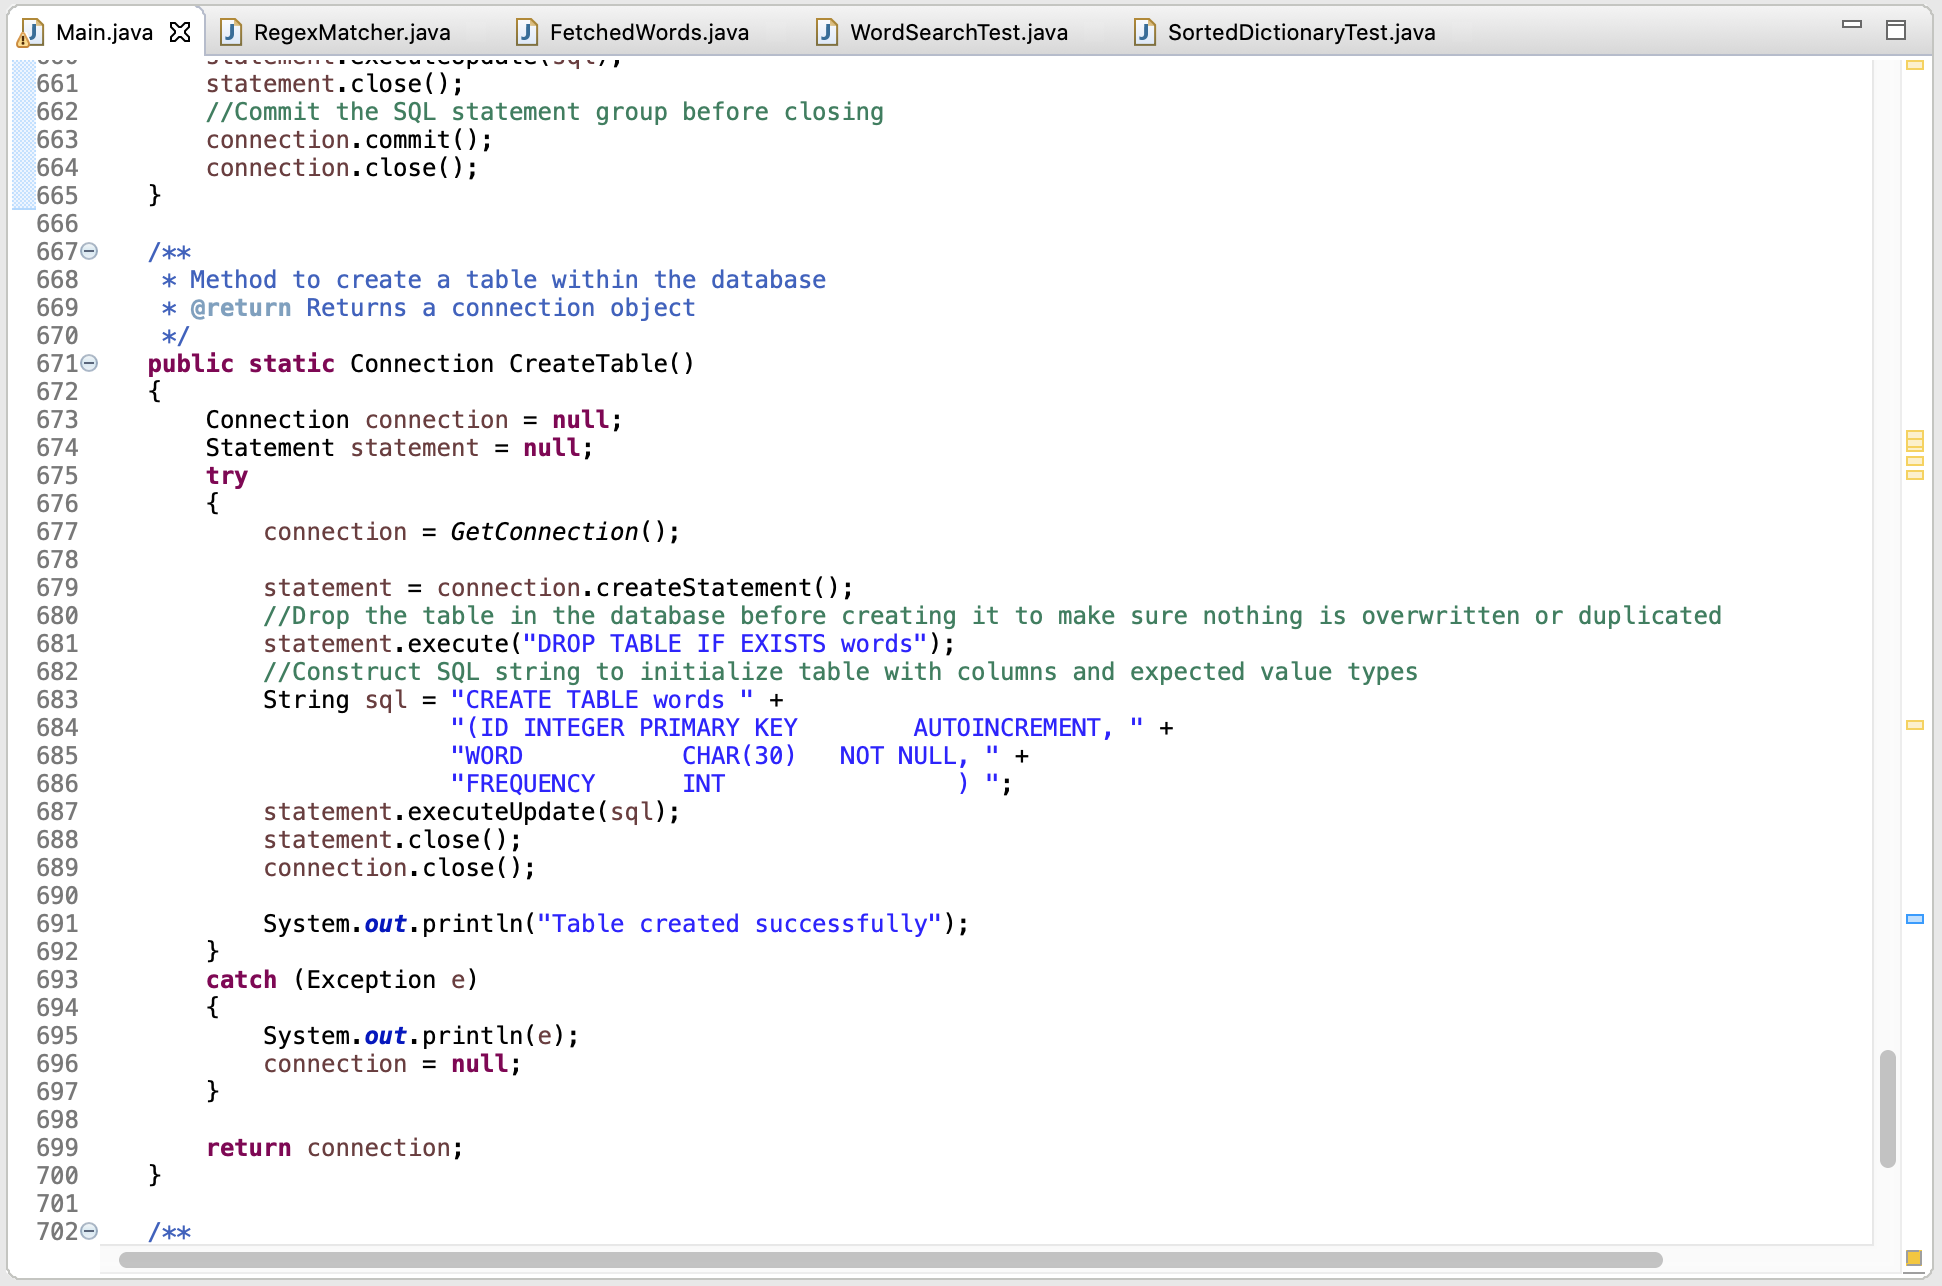 Main.java RegexMatcher.java FetchedWords.java WordSearchTest.java SortedDictionaryTest.java
660 statement.executeUpdate(sql);
661 statement.close();
662 //Commit the SQL statement group before closing
663 connection.commit();
664 connection.close();
665 }
666
667 /**
668 * Method to create a table within the database
669 * @return Returns a connection object
670 */
671 public static Connection CreateTable()
672 {
673 Connection connection = null;
674 Statement statement = null;
675 try
676 {
677 connection = GetConnection();
678
679 statement = connection.createStatement();
680 //Drop the table in the database before creating it to make sure nothing is overwritten or duplicated
681 statement.execute("DROP TABLE IF EXISTS words");
682 //Construct SQL string to initialize table with columns and expected value types
683 String sql = "CREATE TABLE words " +
684 "(ID INTEGER PRIMARY KEY        AUTOINCREMENT, " +
685 "WORD           CHAR(30)   NOT NULL, " +
686 "FREQUENCY      INT                ) ";
687 statement.executeUpdate(sql);
688 statement.close();
689 connection.close();
690
691 System.out.println("Table created successfully");
692 }
693 catch (Exception e)
694 {
695 System.out.println(e);
696 connection = null;
697 }
698
699 return connection;
700 }
701
702 /**